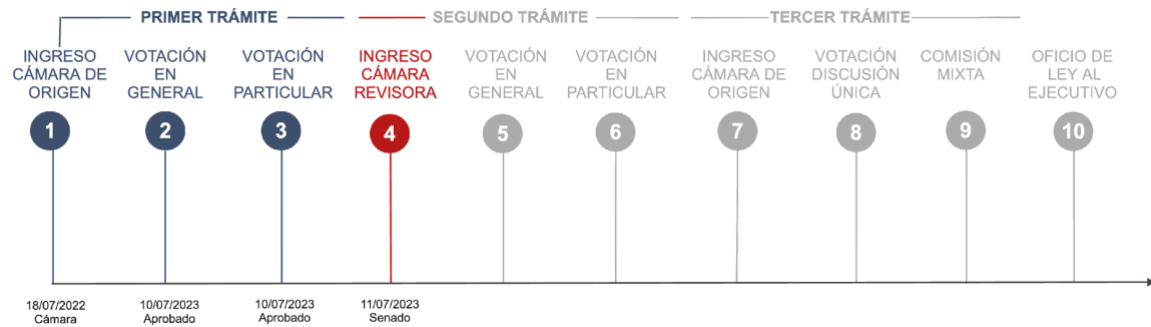 PRIMER TRÁMITE
SEGUNDO TRÁMITE
TERCER TRÁMITE
INGRESO
CÁMARA DE
ORIGEN
VOTACIÓN
EN
GENERAL
VOTACIÓN
EN
PARTICULAR
INGRESO
CÁMARA
REVISORA
VOTACIÓN
EN
GENERAL
VOTACIÓN
EN
PARTICULAR
INGRESO
CÁMARA DE
ORIGEN
VOTACIÓN
DISCUSIÓN
ÚNICA
COMISIÓN
MIXTA
OFICIO DE
LEY AL
EJECUTIVO
1
2
3
4
5
6
7
8
9
10
18/07/2022
Cámara
10/07/2023
Aprobado
10/07/2023
Aprobado
11/07/2023
Senado